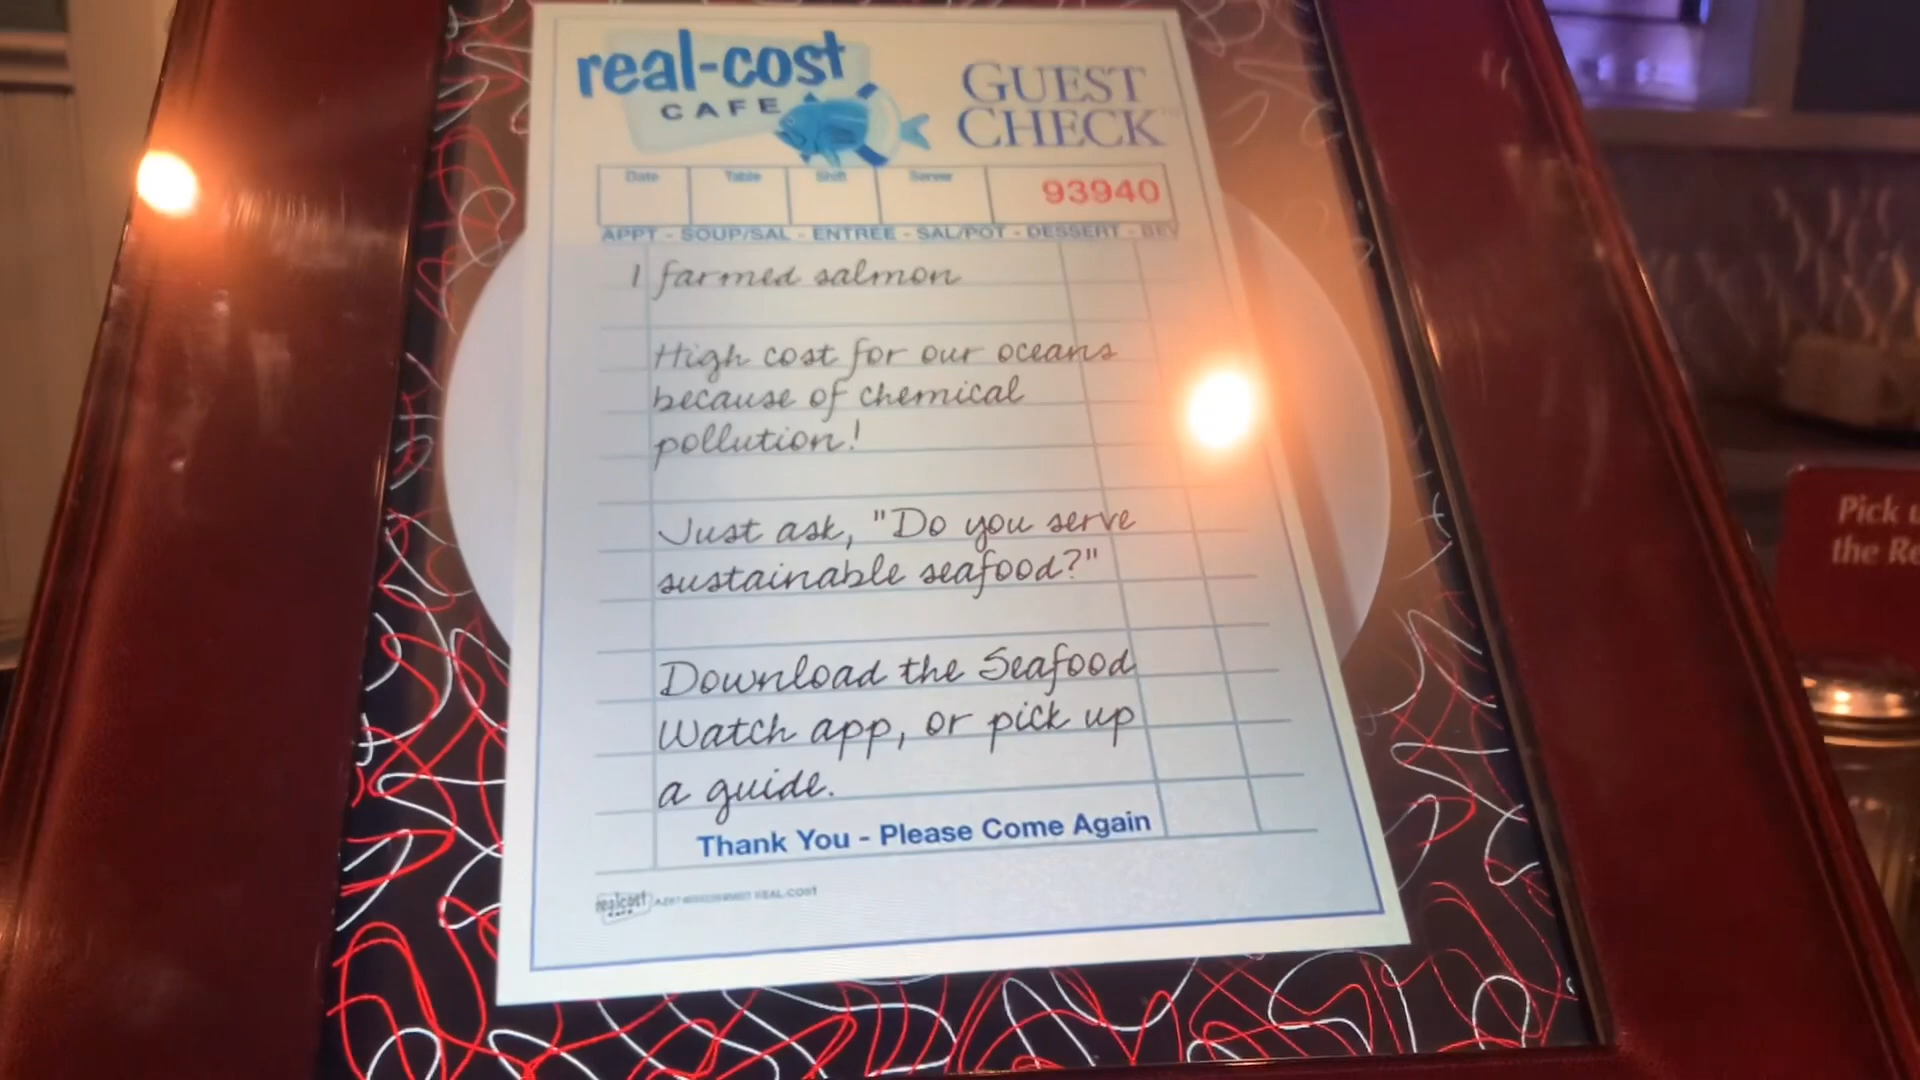 real-cost
CAFE
GUEST
CHECK
Date Table Shift Server
93940
APPT - SOUP/SAL - ENTREE - SAL/POT - DESSERT - BEV
1 farmed salmon
High cost for our oceans
because of chemical
pollution!
Just ask, "Do you serve
sustainable seafood?"
Download the Seafood
Watch app, or pick up
a guide.
Thank You - Please Come Again
realcost
CAFE
REAL-COST
Pick
the